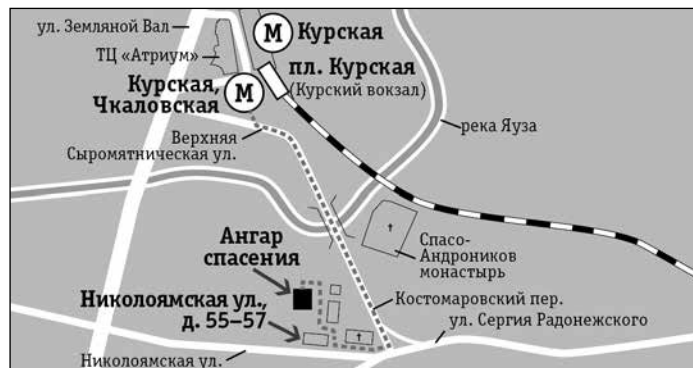 ул. Земляной Вал
М
Курская
ТЦ «Атриум»
пл. Курская
(Курский вокзал)
Курская,
Чкаловская
М
Верхняя
Сыромятническая ул.
река Яуза
Ангар
спасения
Спасо-
Андроников
монастырь
Николоямская ул.,
д. 55–57
Костомаровский пер.
ул. Сергия Радонежского
Николоямская ул.